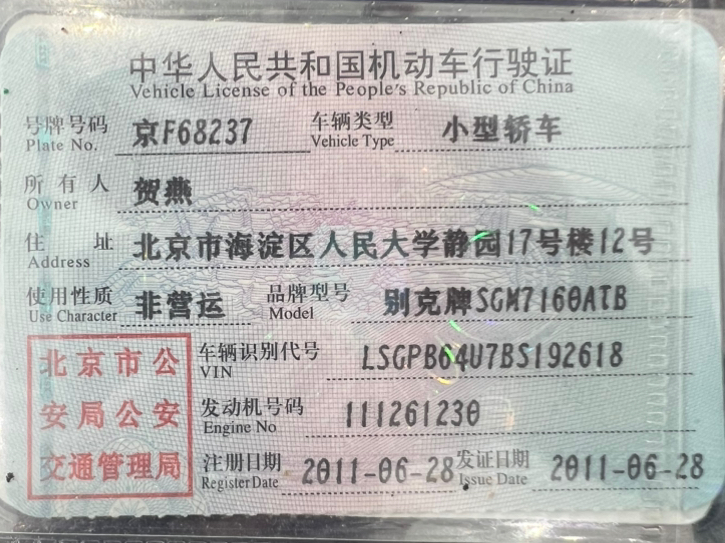 中华人民共和国机动车行驶证
Vehicle License of the People's Republic of China
号牌号码 京F68237 车辆类型 小型轿车
Plate No. Vehicle Type
所有人 贺燕
Owner
住址 北京市海淀区人民大学静园17号楼12号
Address
使用性质 非营运 品牌型号 别克牌SGM7160ATB
Use Character Model
车辆识别代号 LSGPB64U7BS192618
VIN
发动机号码 111261230
Engine No
注册日期 2011-06-28 发证日期 2011-06-28
Register Date Issue Date
北京市公
安局公安
交通管理局